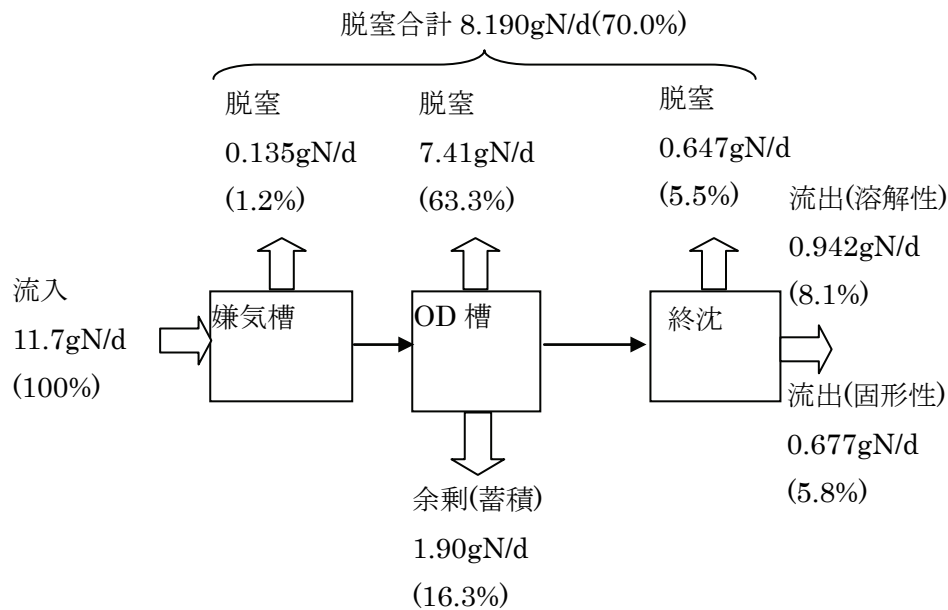 脱窒合計 8.190gN/d(70.0%)
脱窒
0.135gN/d
(1.2%)
脱窒
7.41gN/d
(63.3%)
脱窒
0.647gN/d
(5.5%)
流入
11.7gN/d
(100%)
嫌気槽
OD 槽
終沈
流出(溶解性)
0.942gN/d
(8.1%)
流出(固形性)
0.677gN/d
(5.8%)
余剰(蓄積)
1.90gN/d
(16.3%)